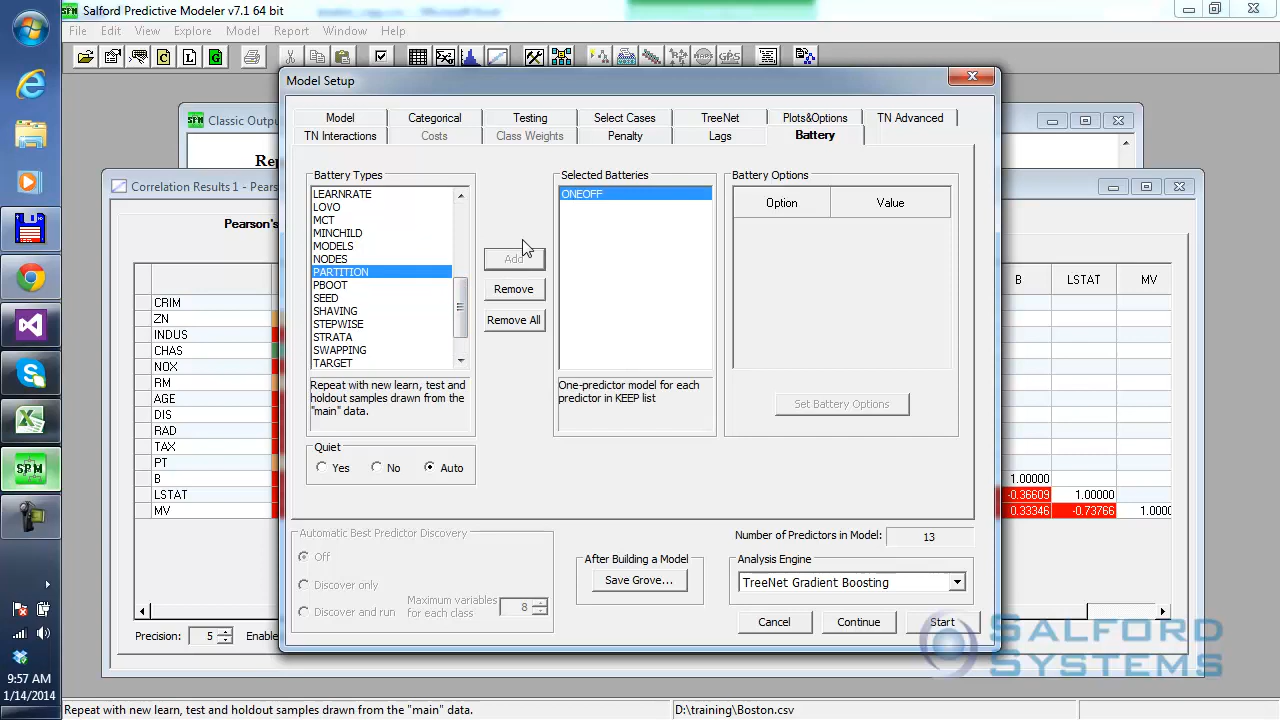 Salford Predictive Modeler v7.1 64 bit
File Edit View Explore Model Report Window Help
Classic Outpu
Rep
Correlation Results 1 - Pears
Pearson's
Model Setup
Model Categorical Testing Select Cases TreeNet Plots&Options TN Advanced
TN Interactions Costs Class Weights Penalty Lags Battery
Battery Types
LEARNRATE
LOVO
MCT
MINCHILD
MODELS
NODES
PARTITION
PBOOT
SEED
SHAVING
STEPWISE
STRATA
SWAPPING
TARGET
Repeat with new learn, test and
holdout samples drawn from the
"main" data.
Add
Remove
Remove All
Selected Batteries
ONEOFF
One-predictor model for each
predictor in KEEP list
Battery Options
Option Value
Set Battery Options
Quiet
Yes No Auto
Automatic Best Predictor Discovery
Off
Discover only
Discover and run
Maximum variables
for each class
8
After Building a Model
Save Grove...
Number of Predictors in Model: 13
Analysis Engine
TreeNet Gradient Boosting
Cancel Continue Start
CRIM
ZN
INDUS
CHAS
NOX
RM
AGE
DIS
RAD
TAX
PT
B
LSTAT
MV
B LSTAT MV
1.00000
-0.36609 1.00000
0.33346 -0.73766 1.0000
Precision: 5 Enable
SALFORD
SYSTEMS
9:57 AM
1/14/2014
Repeat with new learn, test and holdout samples drawn from the "main" data.
D:\training\Boston.csv